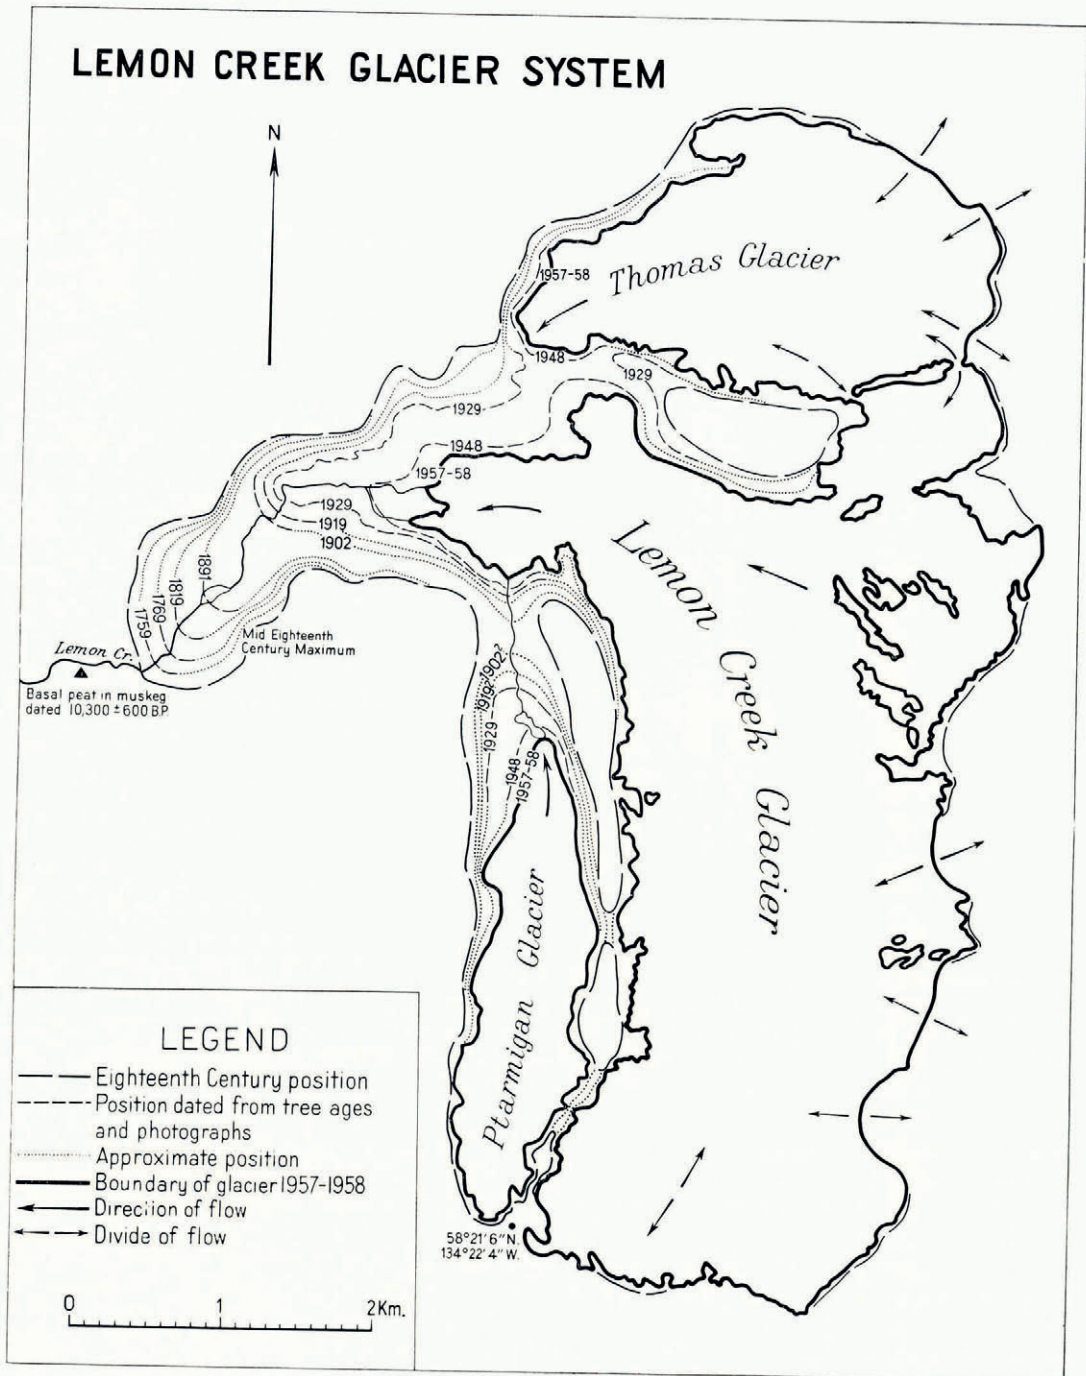 LEMON CREEK GLACIER SYSTEM
N
Thomas Glacier
1957-58
1948
1929
1929
1948
1957-58
1929
1919
1902
1891
1819
1769
1759
Lemon Creek Glacier
Lemon Cr.
Mid Eighteenth
Century Maximum
Basal peat in muskeg
dated 10,300 ± 600 B.P.
1902?
1919?
1929
1948
1957-58
Ptarmigan Glacier
58°21'6"N.
134°22'4"W.
LEGEND
Eighteenth Century position
Position dated from tree ages
and photographs
Approximate position
Boundary of glacier 1957-1958
Direction of flow
Divide of flow
0 1 2 Km.